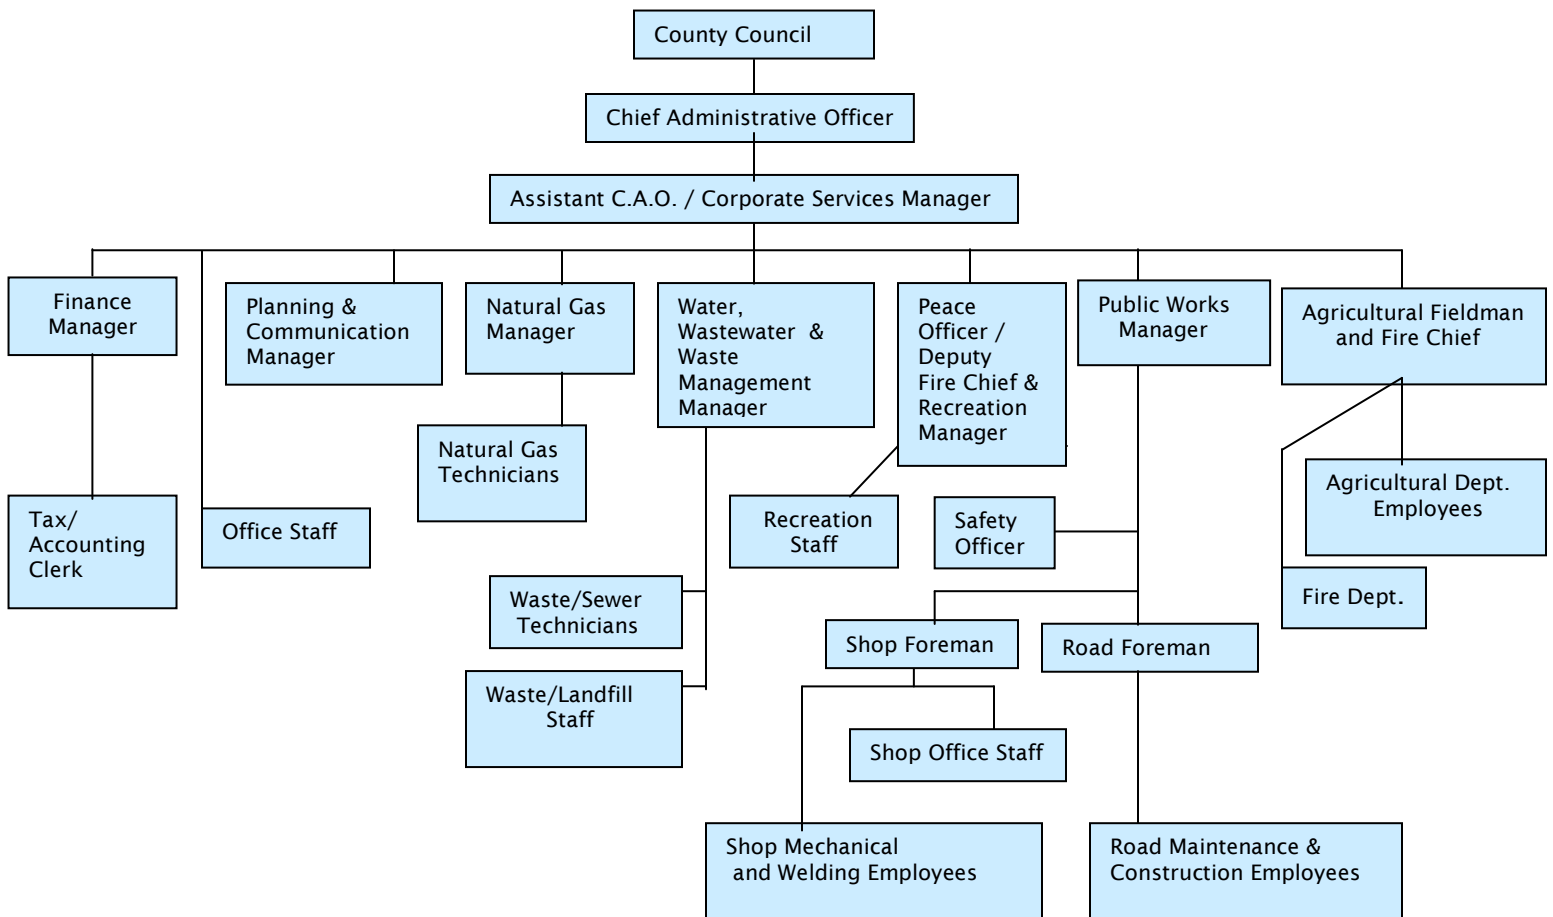 County Council
Chief Administrative Officer
Assistant C.A.O. / Corporate Services Manager
Finance
Manager
Planning &
Communication
Manager
Natural Gas
Manager
Water,
Wastewater &
Waste
Management
Manager
Peace
Officer /
Deputy
Fire Chief &
Recreation
Manager
Public Works
Manager
Agricultural Fieldman
and Fire Chief
Natural Gas
Technicians
Agricultural Dept.
Employees
Tax/
Accounting
Clerk
Office Staff
Recreation
Staff
Safety
Officer
Fire Dept.
Waste/Sewer
Technicians
Shop Foreman
Road Foreman
Waste/Landfill
Staff
Shop Office Staff
Shop Mechanical
and Welding Employees
Road Maintenance &
Construction Employees